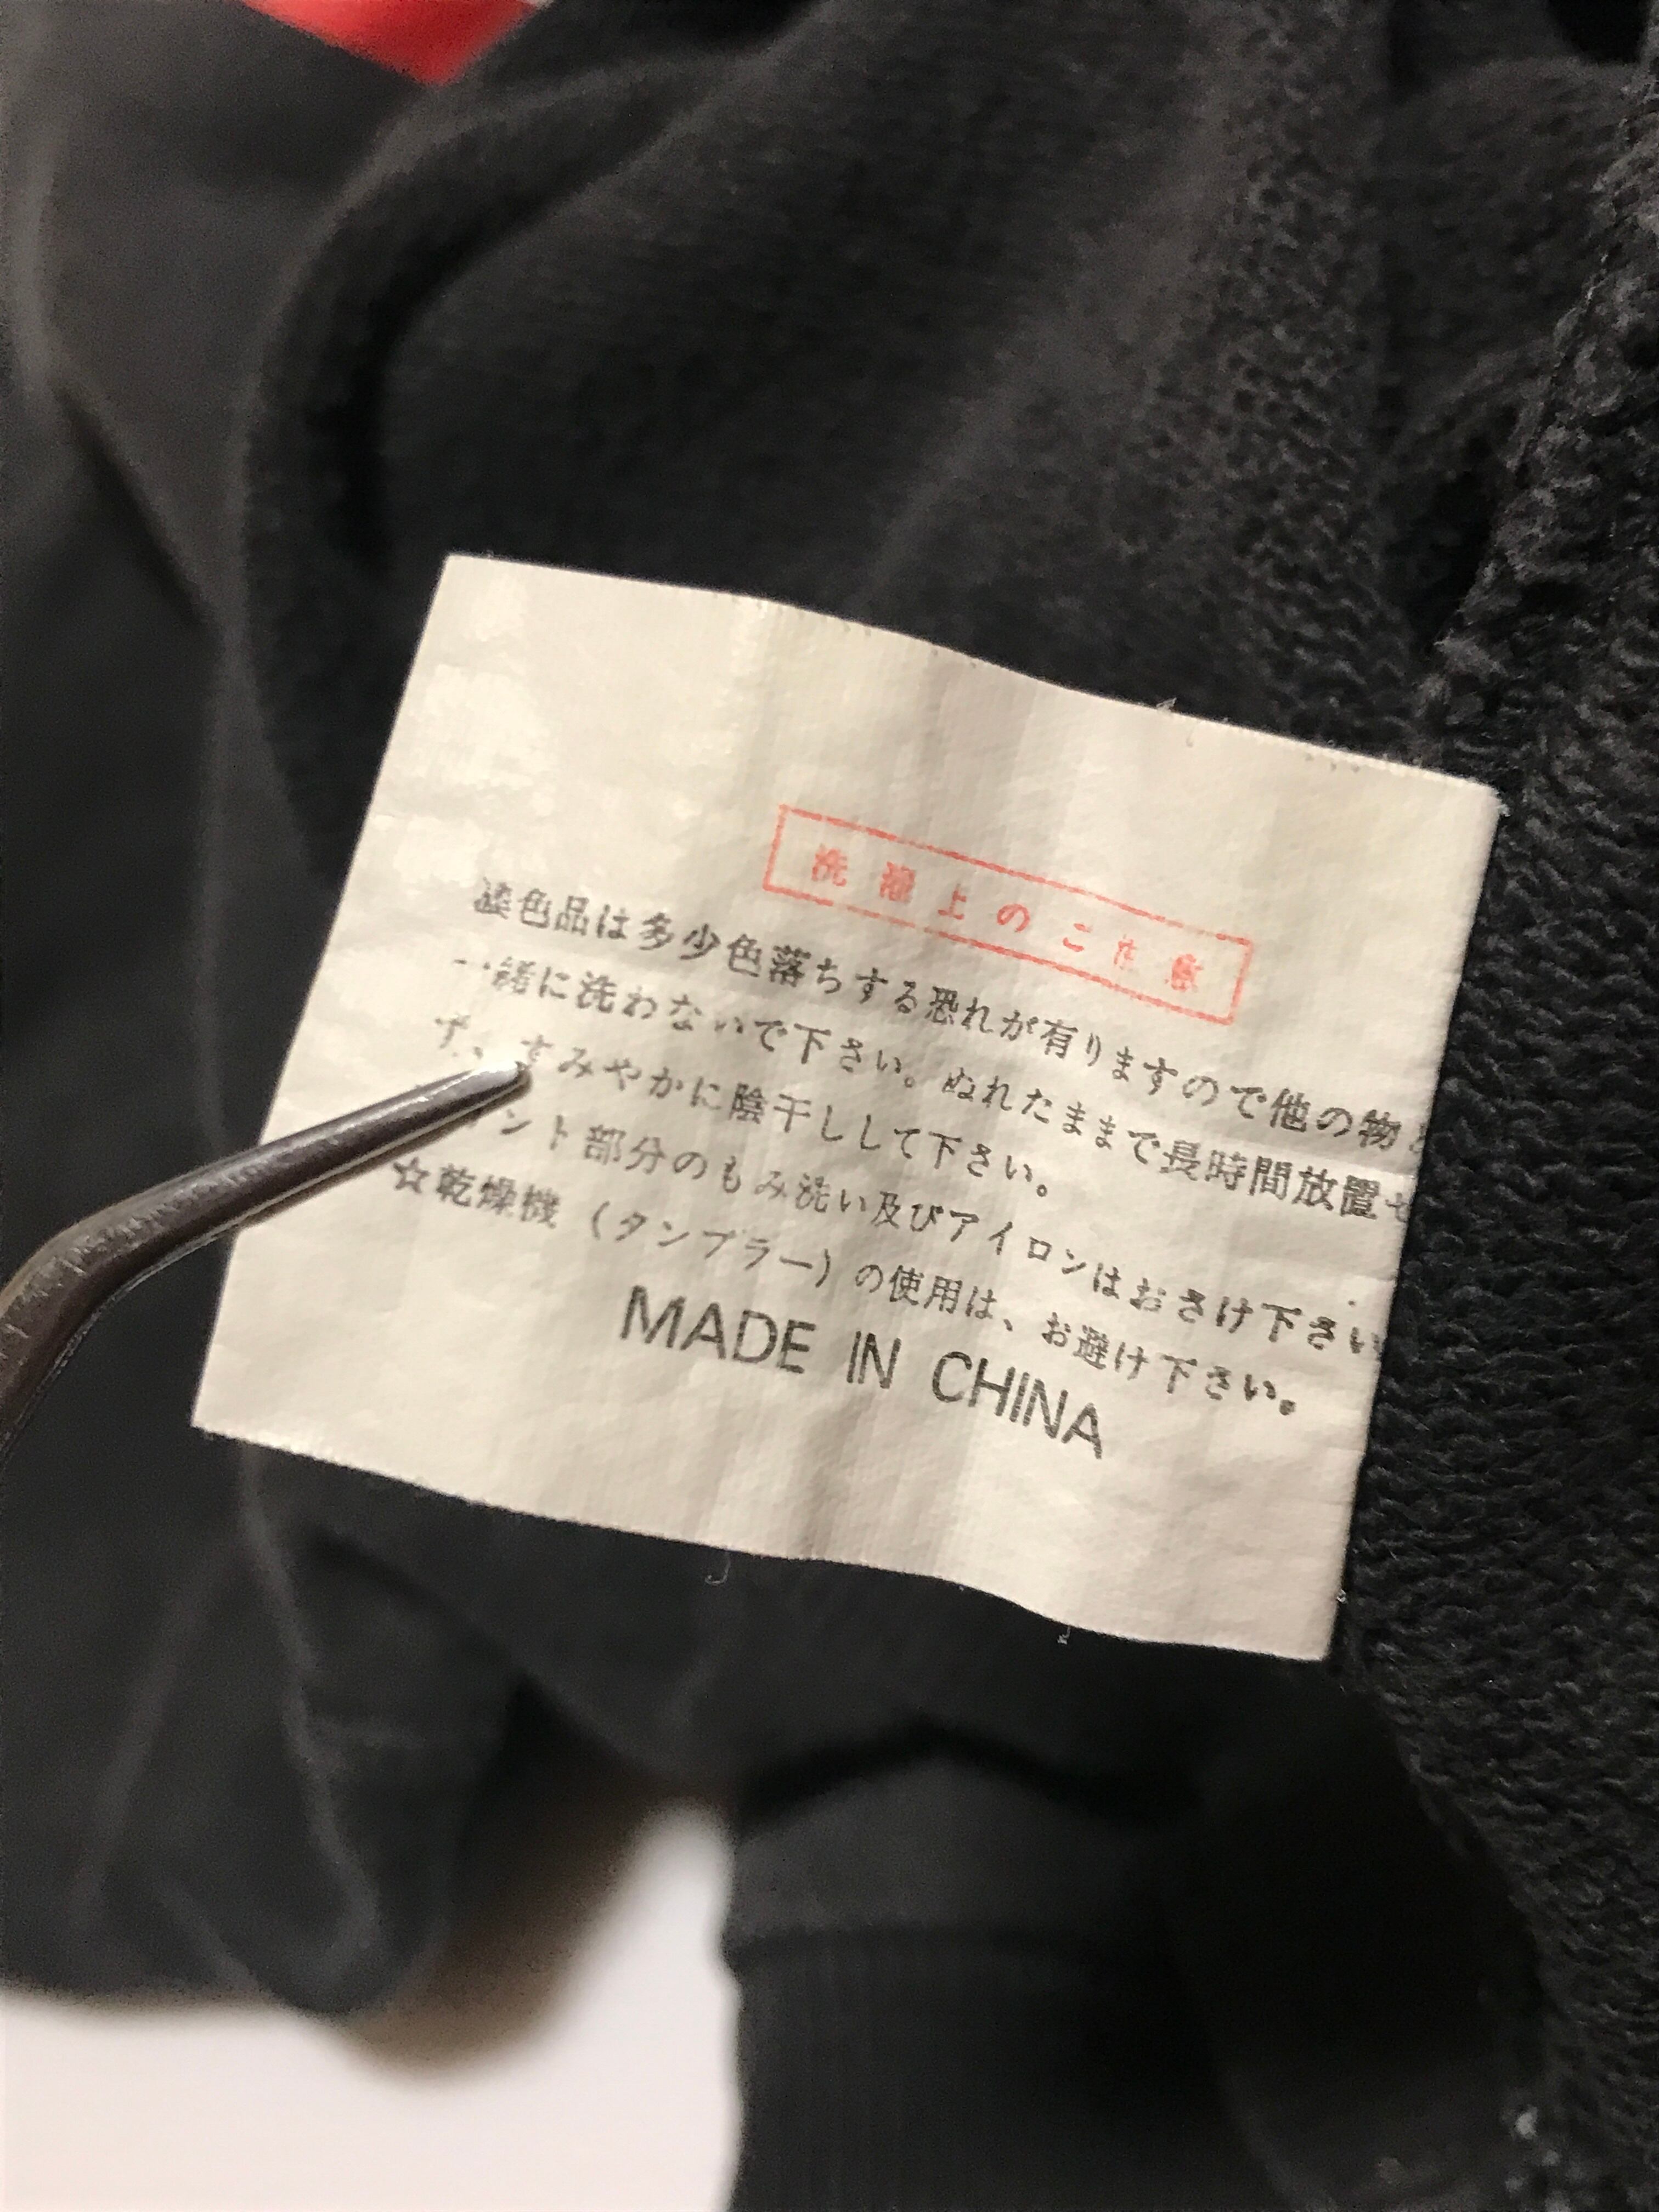 洗濯上のご注意
染色品は多少色落ちする恐れが有りますので他の物と
一緒に洗わないで下さい。ぬれたままで長時間放置せ
ず、すみやかに陰干しして下さい。
ント部分のもみ洗い及びアイロンはおさけ下さい
☆乾燥機(タンブラー)の使用は、お避け下さい。
MADE IN CHINA